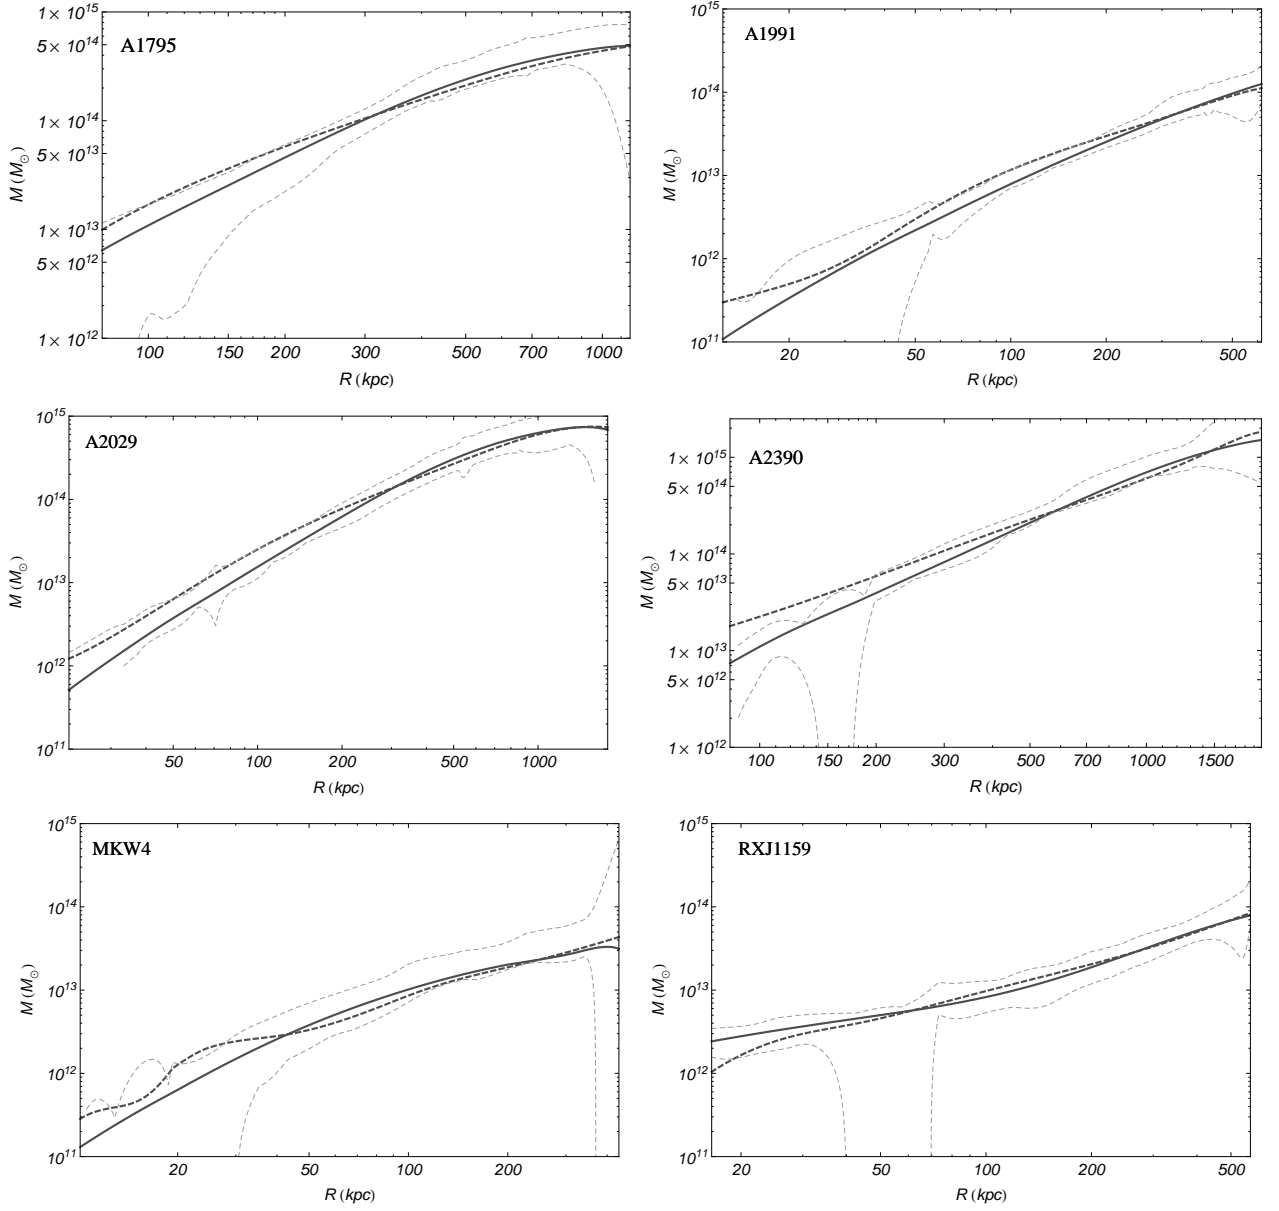 A1795
1× 10^15
5× 10^14
1× 10^14
5× 10^13
1× 10^13
5× 10^12
1× 10^12
M (M⊙)
100 150 200 300 500 700 1000
R (kpc)
A1991
10^15
10^14
10^13
10^12
10^11
M (M⊙)
20 50 100 200 500
R (kpc)
A2029
10^15
10^14
10^13
10^12
10^11
M (M⊙)
50 100 200 500 1000
R (kpc)
A2390
1× 10^15
5× 10^14
1× 10^14
5× 10^13
1× 10^13
5× 10^12
1× 10^12
M (M⊙)
100 150 200 300 500 700 1000 1500
R (kpc)
MKW4
10^15
10^14
10^13
10^12
10^11
M (M⊙)
20 50 100 200
R (kpc)
RXJ1159
10^15
10^14
10^13
10^12
10^11
M (M⊙)
20 50 100 200 500
R (kpc)